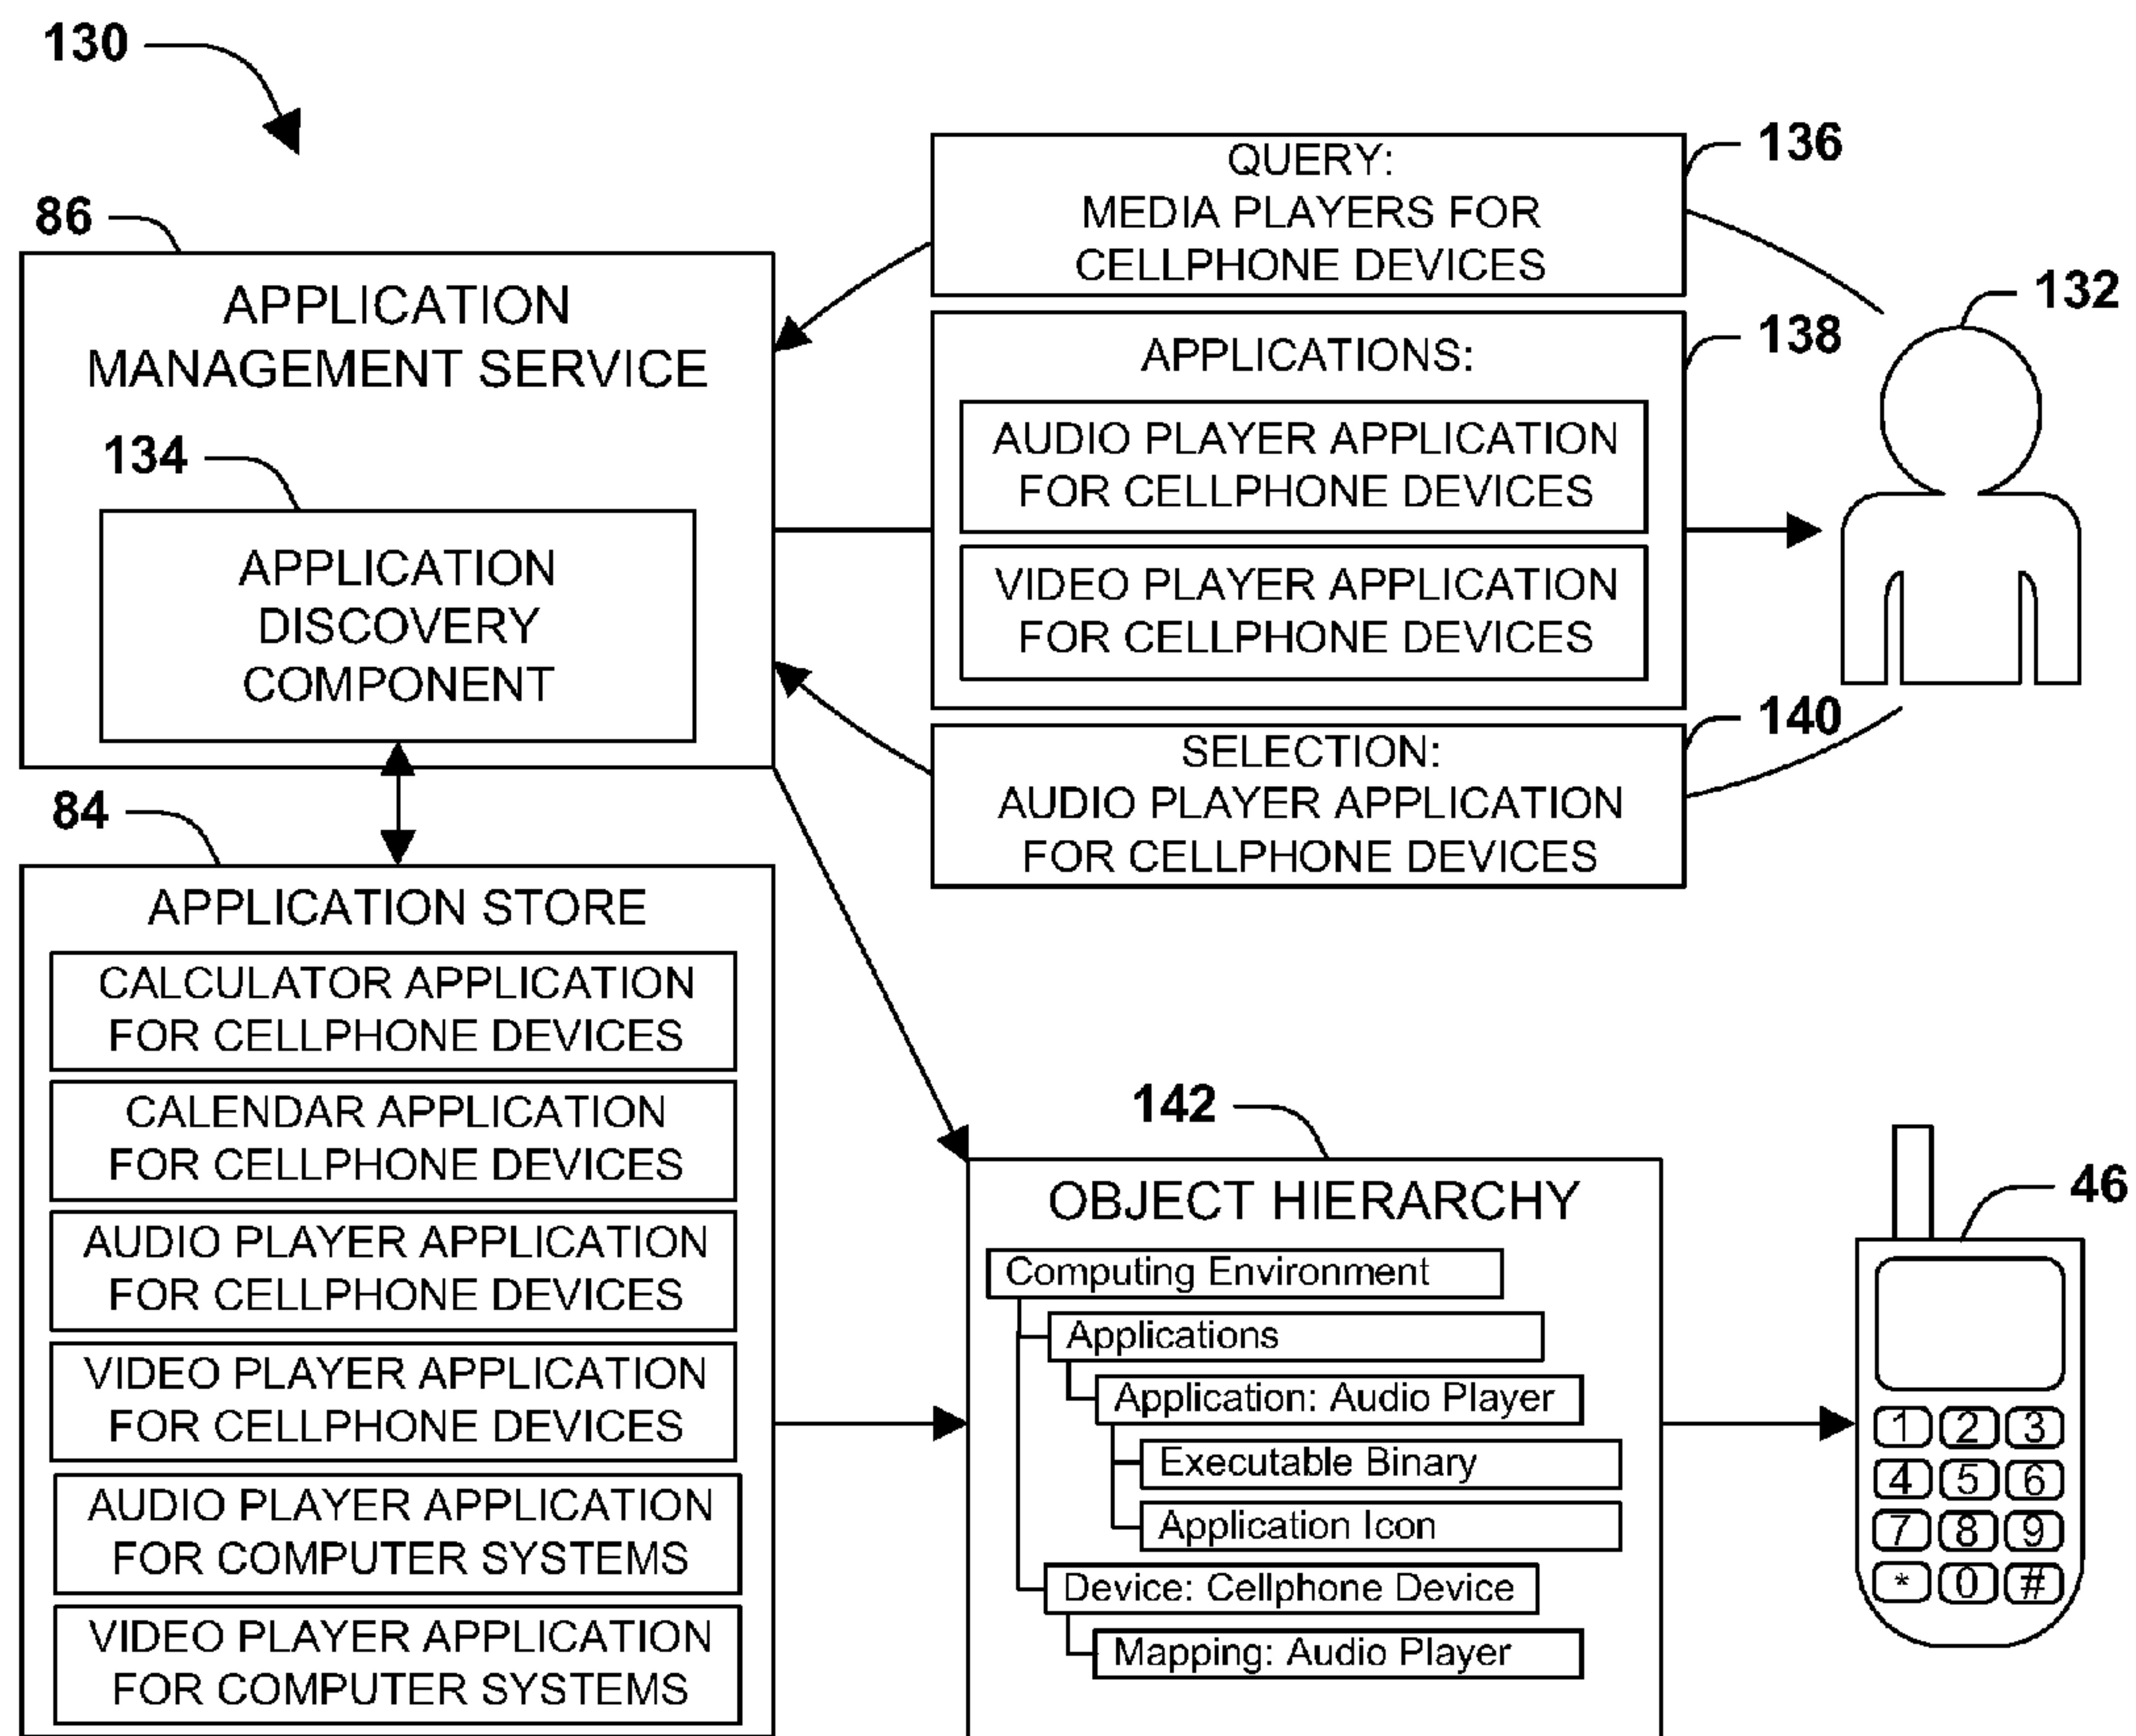 130
86
APPLICATION
MANAGEMENT SERVICE
134
APPLICATION
DISCOVERY
COMPONENT
136
QUERY:
MEDIA PLAYERS FOR
CELLPHONE DEVICES
132
138
APPLICATIONS:
AUDIO PLAYER APPLICATION
FOR CELLPHONE DEVICES
VIDEO PLAYER APPLICATION
FOR CELLPHONE DEVICES
140
SELECTION:
AUDIO PLAYER APPLICATION
FOR CELLPHONE DEVICES
84
APPLICATION STORE
CALCULATOR APPLICATION
FOR CELLPHONE DEVICES
CALENDAR APPLICATION
FOR CELLPHONE DEVICES
AUDIO PLAYER APPLICATION
FOR CELLPHONE DEVICES
VIDEO PLAYER APPLICATION
FOR CELLPHONE DEVICES
AUDIO PLAYER APPLICATION
FOR COMPUTER SYSTEMS
VIDEO PLAYER APPLICATION
FOR COMPUTER SYSTEMS
142
OBJECT HIERARCHY
Computing Environment
Applications
Application: Audio Player
Executable Binary
Application Icon
Device: Cellphone Device
Mapping: Audio Player
46
1 2 3
4 5 6
7 8 9
* 0 #